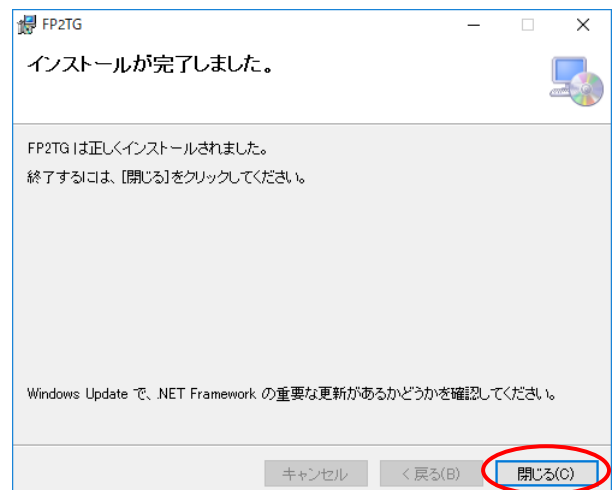 FP2TG
インストールが完了しました。
FP2TG は正しくインストールされました。
終了するには、[閉じる]をクリックしてください。
Windows Update で、.NET Framework の重要な更新があるかどうかを確認してください。
キャンセル < 戻る(B) 閉じる(C)